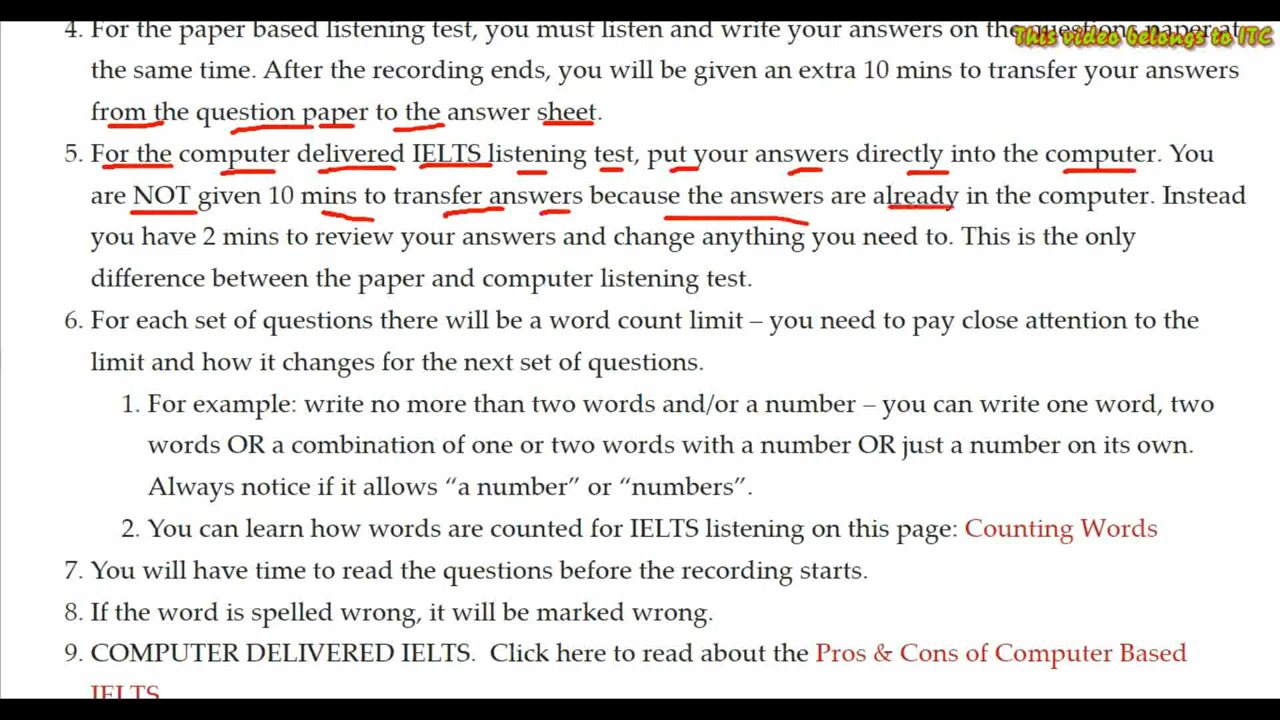 4. For the paper based listening test, you must listen and write your answers on the questions paper at
This video belongs to ITC
the same time. After the recording ends, you will be given an extra 10 mins to transfer your answers
from the question paper to the answer sheet.
5. For the computer delivered IELTS listening test, put your answers directly into the computer. You
are NOT given 10 mins to transfer answers because the answers are already in the computer. Instead
you have 2 mins to review your answers and change anything you need to. This is the only
difference between the paper and computer listening test.
6. For each set of questions there will be a word count limit – you need to pay close attention to the
limit and how it changes for the next set of questions.
1. For example: write no more than two words and/or a number – you can write one word, two
words OR a combination of one or two words with a number OR just a number on its own.
Always notice if it allows “a number” or “numbers”.
2. You can learn how words are counted for IELTS listening on this page: Counting Words
7. You will have time to read the questions before the recording starts.
8. If the word is spelled wrong, it will be marked wrong.
9. COMPUTER DELIVERED IELTS. Click here to read about the Pros & Cons of Computer Based
IELTS